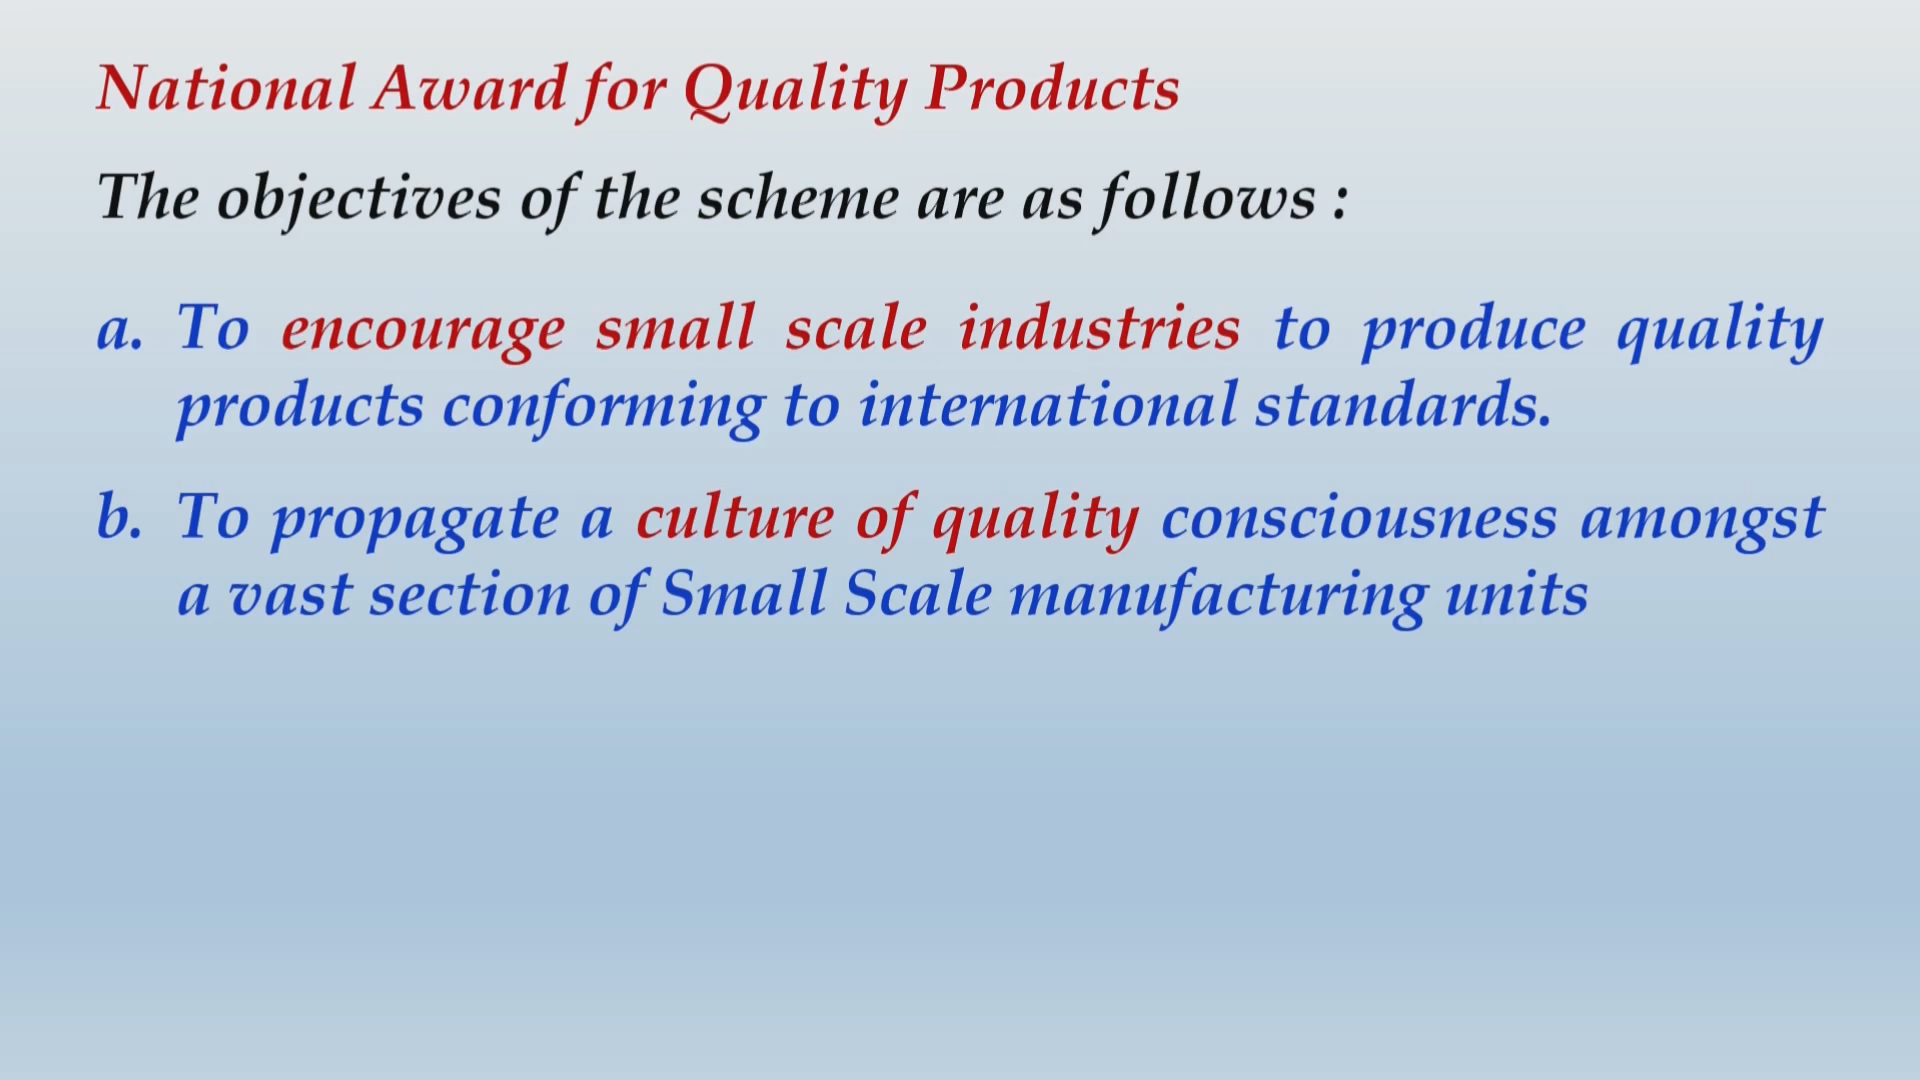 National Award for Quality Products
The objectives of the scheme are as follows :
a. To encourage small scale industries to produce quality
products conforming to international standards.
b. To propagate a culture of quality consciousness amongst
a vast section of Small Scale manufacturing units